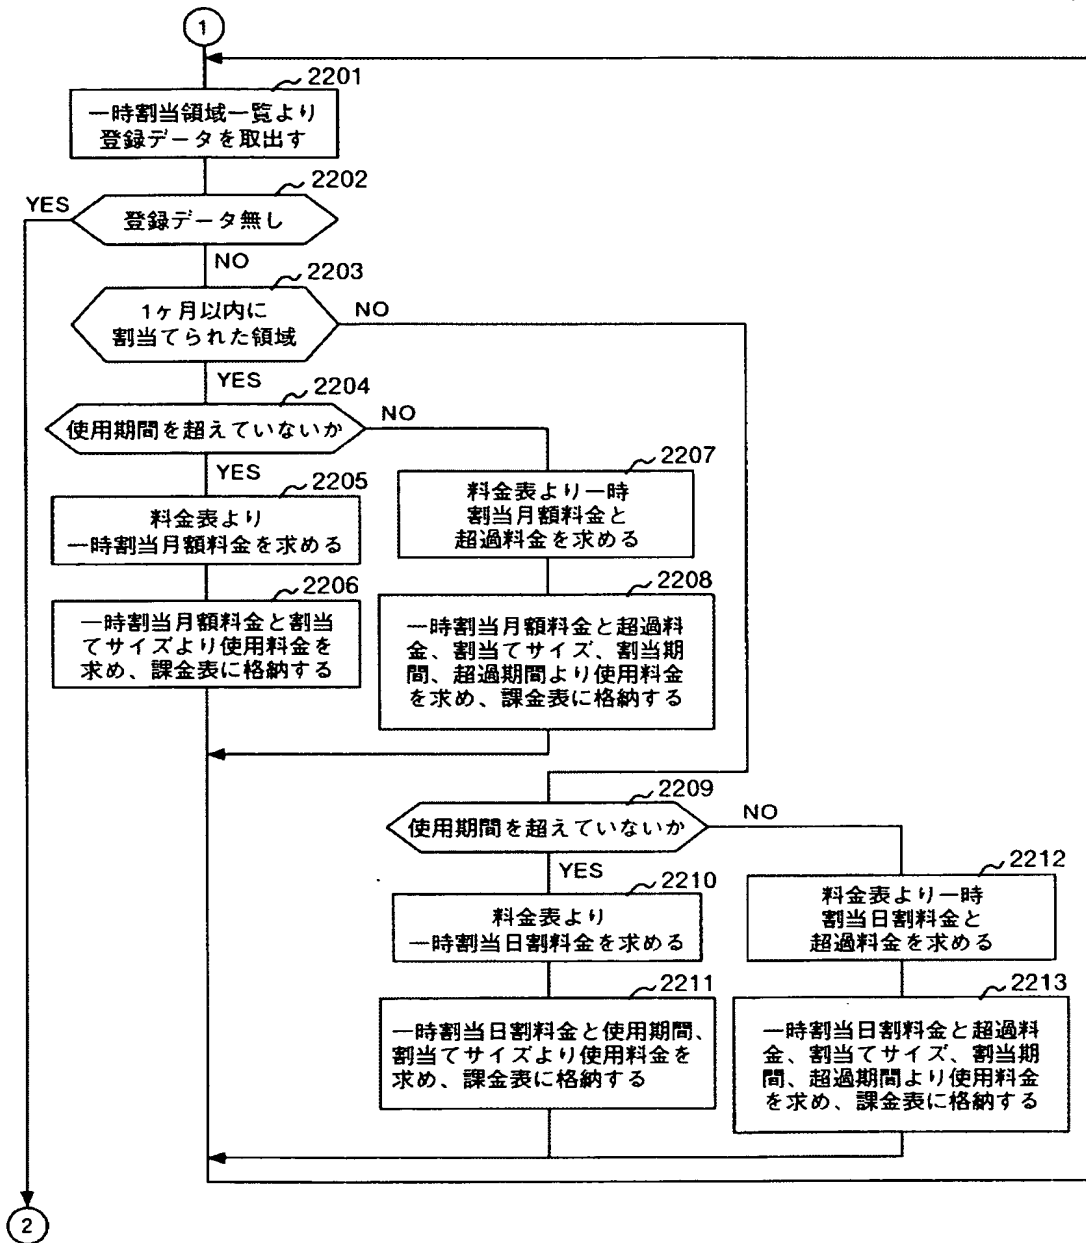 1
2201
一時割当領域一覧より
登録データを取出す
2202
YES
登録データ無し
NO
2203
1ヶ月以内に
割当てられた領域
NO
YES
2204
使用期間を超えていないか
NO
YES
2205
料金表より
一時割当月額料金を求める
2206
一時割当月額料金と割当
てサイズより使用料金を
求め、課金表に格納する
2207
料金表より一時
割当月額料金と
超過料金を求める
2208
一時割当月額料金と超過料
金、割当てサイズ、割当期
間、超過期間より使用料金
を求め、課金表に格納する
2209
使用期間を超えていないか
NO
YES
2210
料金表より
一時割当日割料金を求める
2211
一時割当日割料金と使用期間、
割当てサイズより使用料金を
求め、課金表に格納する
2212
料金表より一時
割当日割料金と
超過料金を求める
2213
一時割当日割料金と超過料
金、割当てサイズ、割当期
間、超過期間より使用料金
を求め、課金表に格納する
2